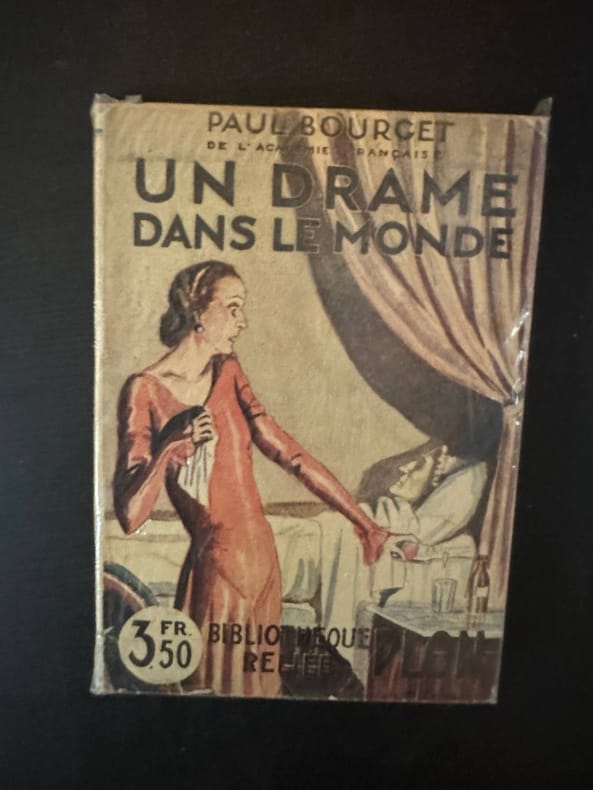 PAUL BOURGET
DE L'ACADÉMIE FRANÇAISE
UN DRAME
DANS LE MONDE
3 FR. 50
BIBLIOTHÈQUE
RELIÉE PLON